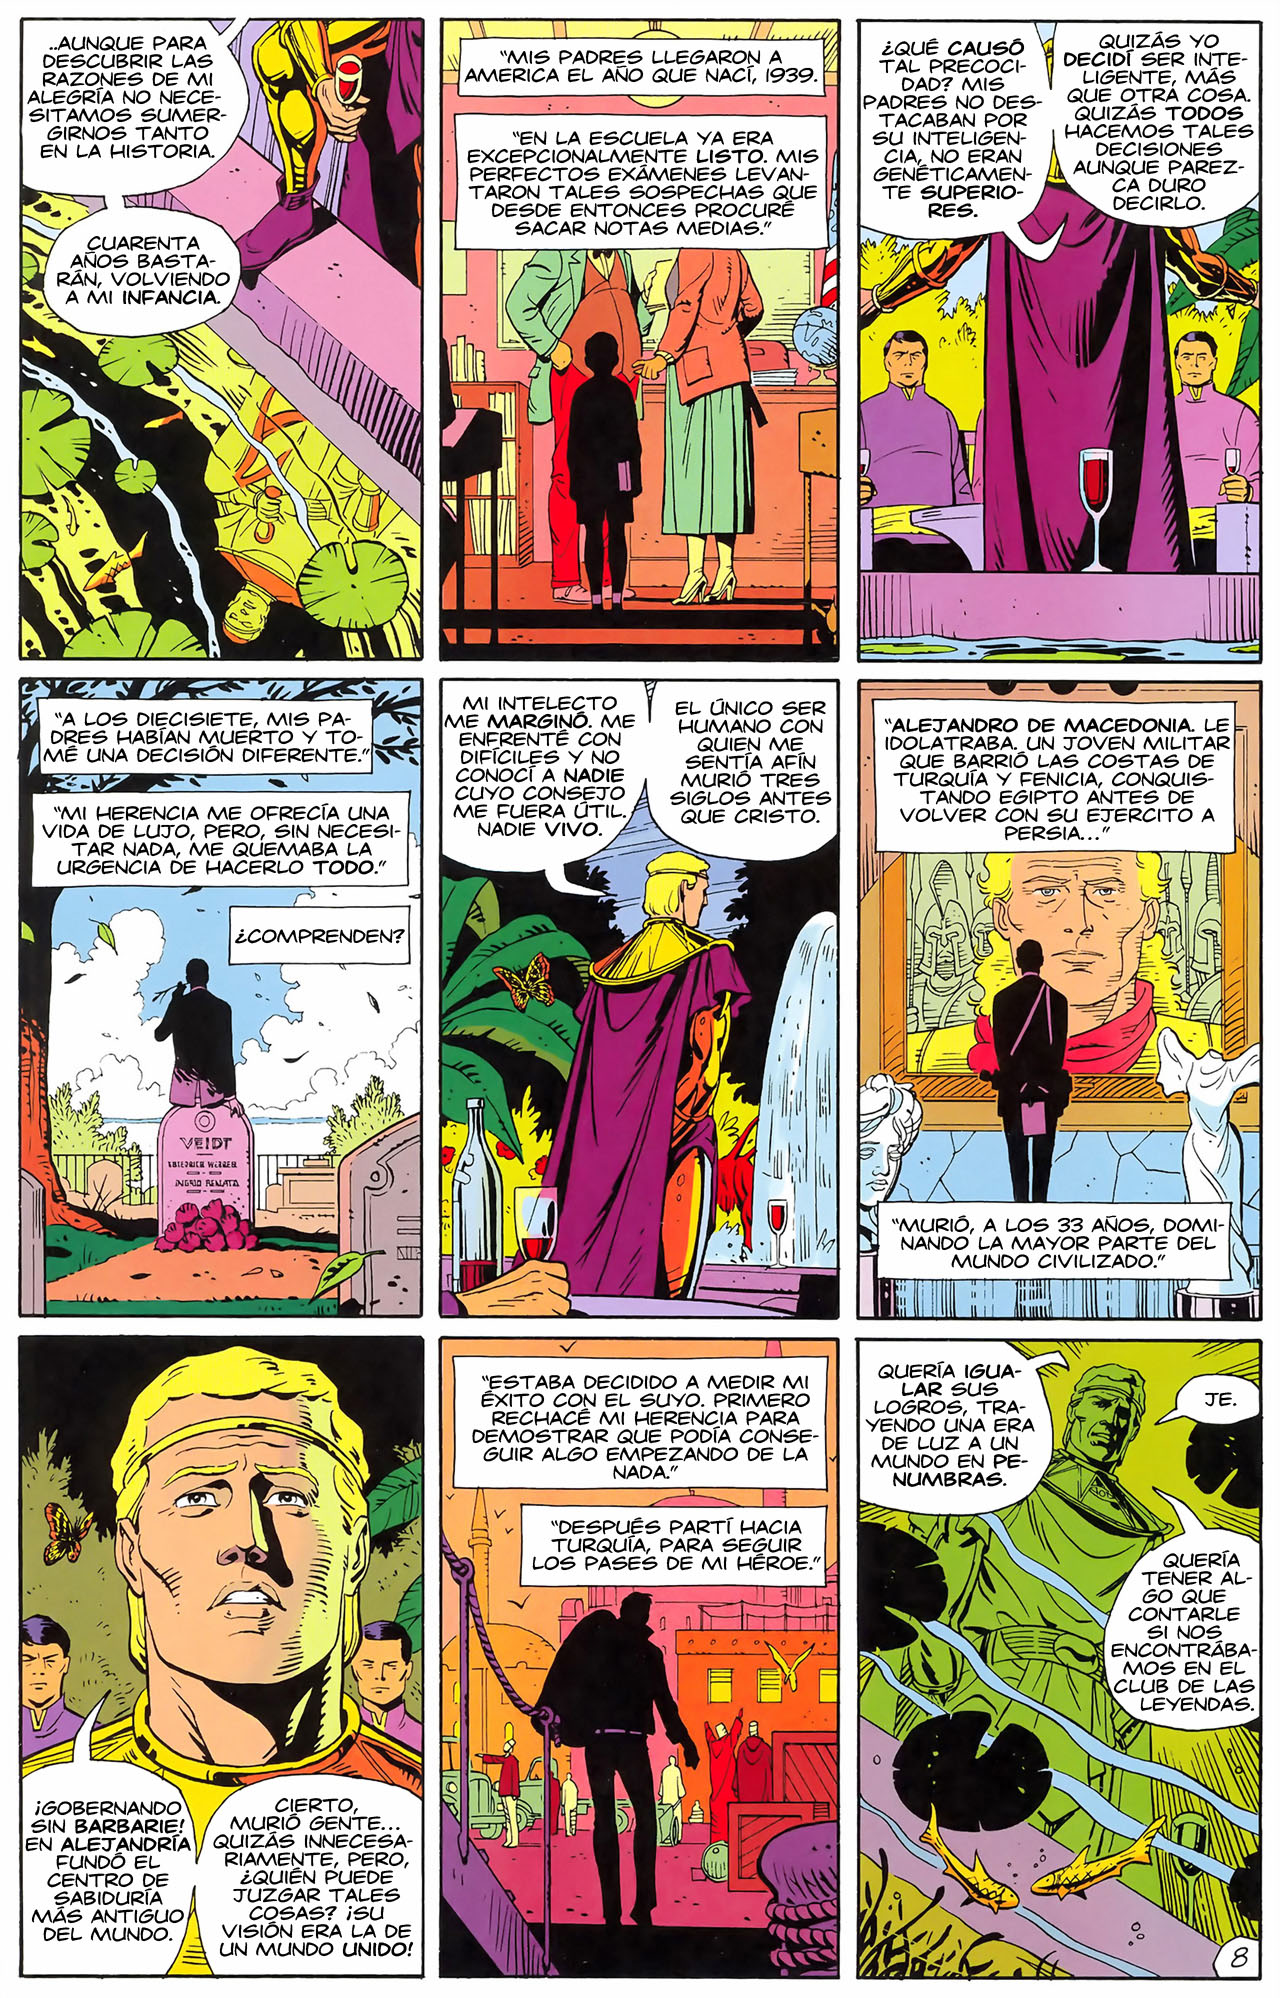 ..AUNQUE PARA
DESCUBRIR LAS
RAZONES DE MI
ALEGRÍA NO NECE-
SITAMOS SUMER-
GIRNOS TANTO
EN LA HISTORIA.
CUARENTA
AÑOS BASTA-
RÁN, VOLVIENDO
A MI INFANCIA.
"MIS PADRES LLEGARON A
AMERICA EL AÑO QUE NACÍ, 1939.
"EN LA ESCUELA YA ERA
EXCEPCIONALMENTE LISTO. MIS
PERFECTOS EXÁMENES LEVAN-
TARON TALES SOSPECHAS QUE
DESDE ENTONCES PROCURÉ
SACAR NOTAS MEDIAS."
¿QUÉ CAUSÓ
TAL PRECOCI-
DAD? MIS
PADRES NO DES-
TACABAN POR
SU INTELIGEN-
CIA, NO ERAN
GENÉTICAMEN-
TE SUPERIO-
RES.
QUIZÁS YO
DECIDÍ SER INTE-
LIGENTE, MÁS
QUE OTRA COSA.
QUIZÁS TODOS
HACEMOS TALES
DECISIONES
AUNQUE PAREZ-
CA DURO
DECIRLO.
"A LOS DIECISIETE, MIS PA-
DRES HABÍAN MUERTO Y TO-
MÉ UNA DECISIÓN DIFERENTE."
"MI HERENCIA ME OFRECÍA UNA
VIDA DE LUJO, PERO, SIN NECESI-
TAR NADA, ME QUEMABA LA
URGENCIA DE HACERLO TODO."
¿COMPRENDEN?
VEIDT
INGRID RENATA
MI INTELECTO
ME MARGINÓ. ME
ENFRENTÉ CON
DIFÍCILES Y NO
CONOCÍ A NADIE
CUYO CONSEJO
ME FUERA ÚTIL.
NADIE VIVO.
EL ÚNICO SER
HUMANO CON
QUIEN ME
SENTÍA AFÍN
MURIÓ TRES
SIGLOS ANTES
QUE CRISTO.
"ALEJANDRO DE MACEDONIA. LE
IDOLATRABA. UN JOVEN MILITAR
QUE BARRIÓ LAS COSTAS DE
TURQUÍA Y FENICIA, CONQUIS-
TANDO EGIPTO ANTES DE
VOLVER CON SU EJERCITO A
PERSIA..."
"MURIÓ, A LOS 33 AÑOS, DOMI-
NANDO LA MAYOR PARTE DEL
MUNDO CIVILIZADO."
¡GOBERNANDO
SIN BARBARIE!
EN ALEJANDRÍA
FUNDÓ EL
CENTRO DE
SABIDURÍA
MÁS ANTIGUO
DEL MUNDO.
CIERTO,
MURIÓ GENTE...
QUIZÁS INNECESA-
RIAMENTE, PERO,
¿QUIÉN PUEDE
JUZGAR TALES
COSAS? ¡SU
VISIÓN ERA LA DE
UN MUNDO UNIDO!
"ESTABA DECIDIDO A MEDIR MI
ÉXITO CON EL SUYO. PRIMERO
RECHACÉ MI HERENCIA PARA
DEMOSTRAR QUE PODÍA CONSE-
GUIR ALGO EMPEZANDO DE LA
NADA."
"DESPUÉS PARTÍ HACIA
TURQUÍA, PARA SEGUIR
LOS PASES DE MI HÉROE."
QUERÍA IGUA-
LAR SUS
LOGROS, TRA-
YENDO UNA ERA
DE LUZ A UN
MUNDO EN PE-
NUMBRAS.
JE.
QUERÍA
TENER AL-
GO QUE
CONTARLE
SI NOS
ENCONTRÁBA-
MOS EN EL
CLUB DE LAS
LEYENDAS.
8